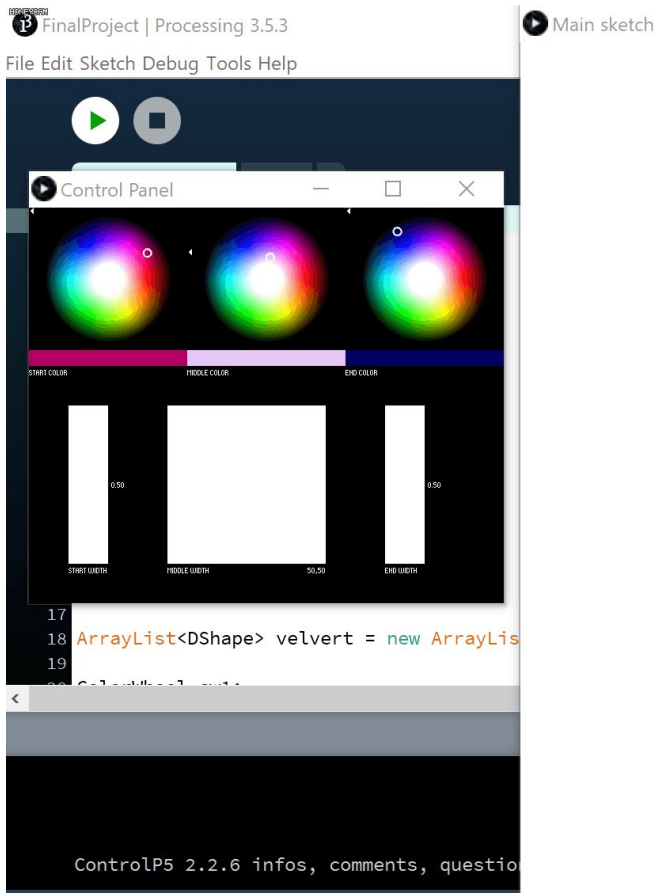 HONEYCAM
FinalProject | Processing 3.5.3
Main sketch
File Edit Sketch Debug Tools Help
Control Panel
START COLOR
MIDDLE COLOR
END COLOR
0.50
0.50
START WIDTH
MIDDLE WIDTH
50,50
END WIDTH
17
18 ArrayList<DShape> velvert = new ArrayLis
19
ControlP5 2.2.6 infos, comments, question